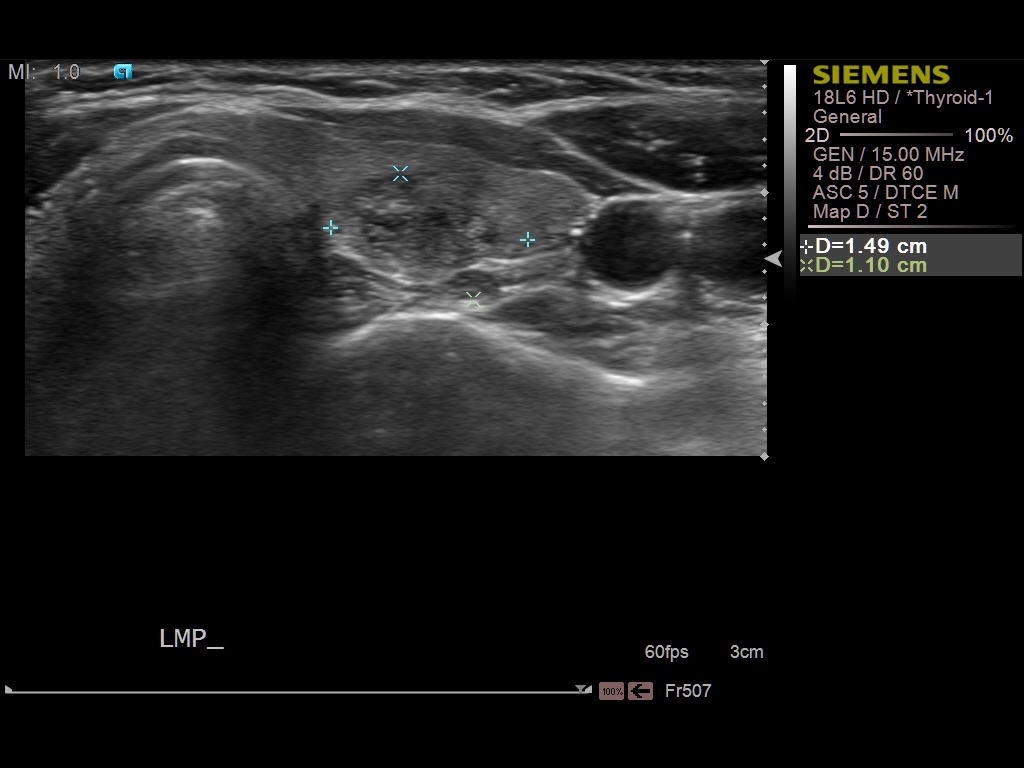 MI: 1.0
SIEMENS
18L6 HD / *Thyroid-1
General
2D 100%
GEN / 15.00 MHz
4 dB / DR 60
ASC 5 / DTCE M
Map D / ST 2
D=1.49 cm
D=1.10 cm
LMP_
60fps 3cm
100% Fr507